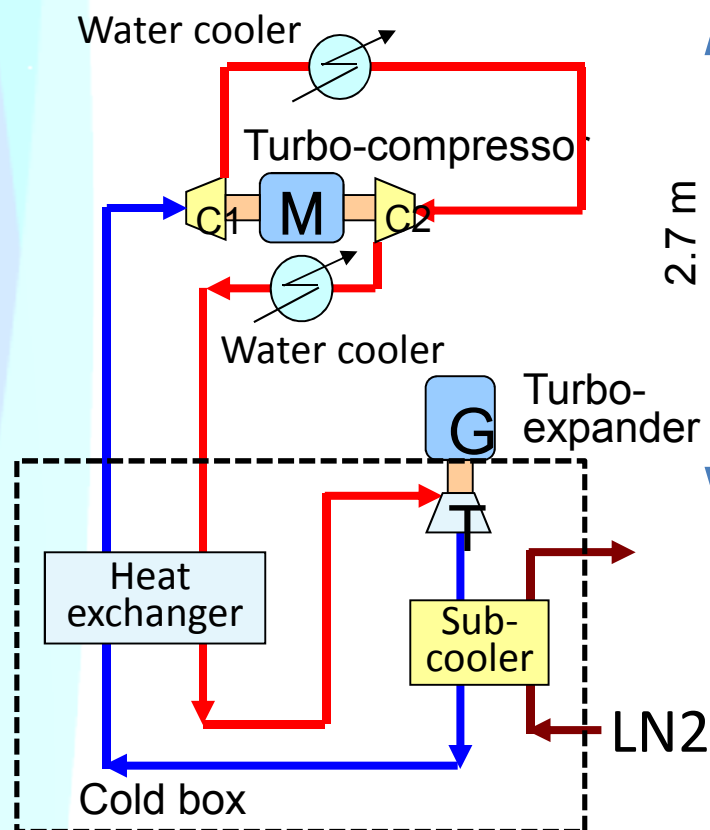 Water cooler
Turbo-compressor
C1
M
C2
2.7 m
Water cooler
Turbo-
expander
G
T
Heat
exchanger
Sub-
cooler
LN2
Cold box